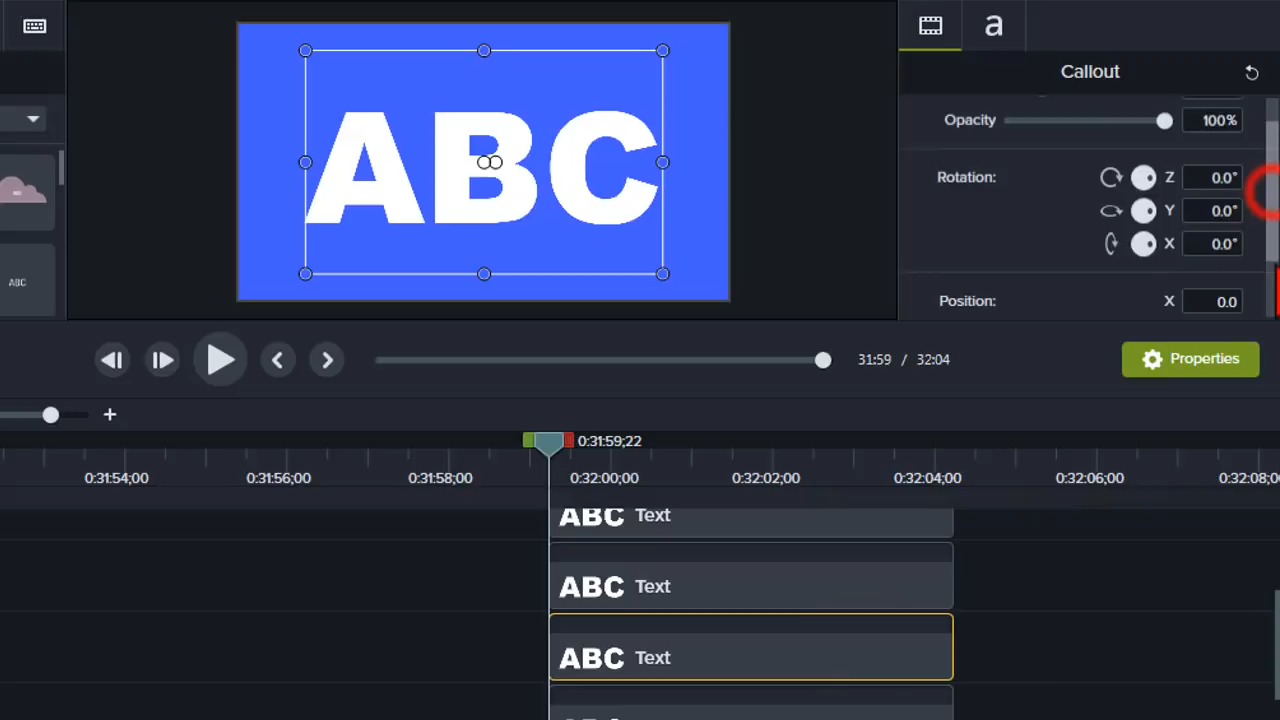 a
Callout
Opacity 100%
ABC
Rotation: Z 0.0°
Y 0.0°
X 0.0°
ABC
Position: X 0.0
31:59 / 32:04
Properties
+
0:31:59;22
0:31:54;00 0:31:56;00 0:31:58;00 0:32:00;00 0:32:02;00 0:32:04;00 0:32:06;00 0:32:08;0
ABC Text
ABC Text
ABC Text